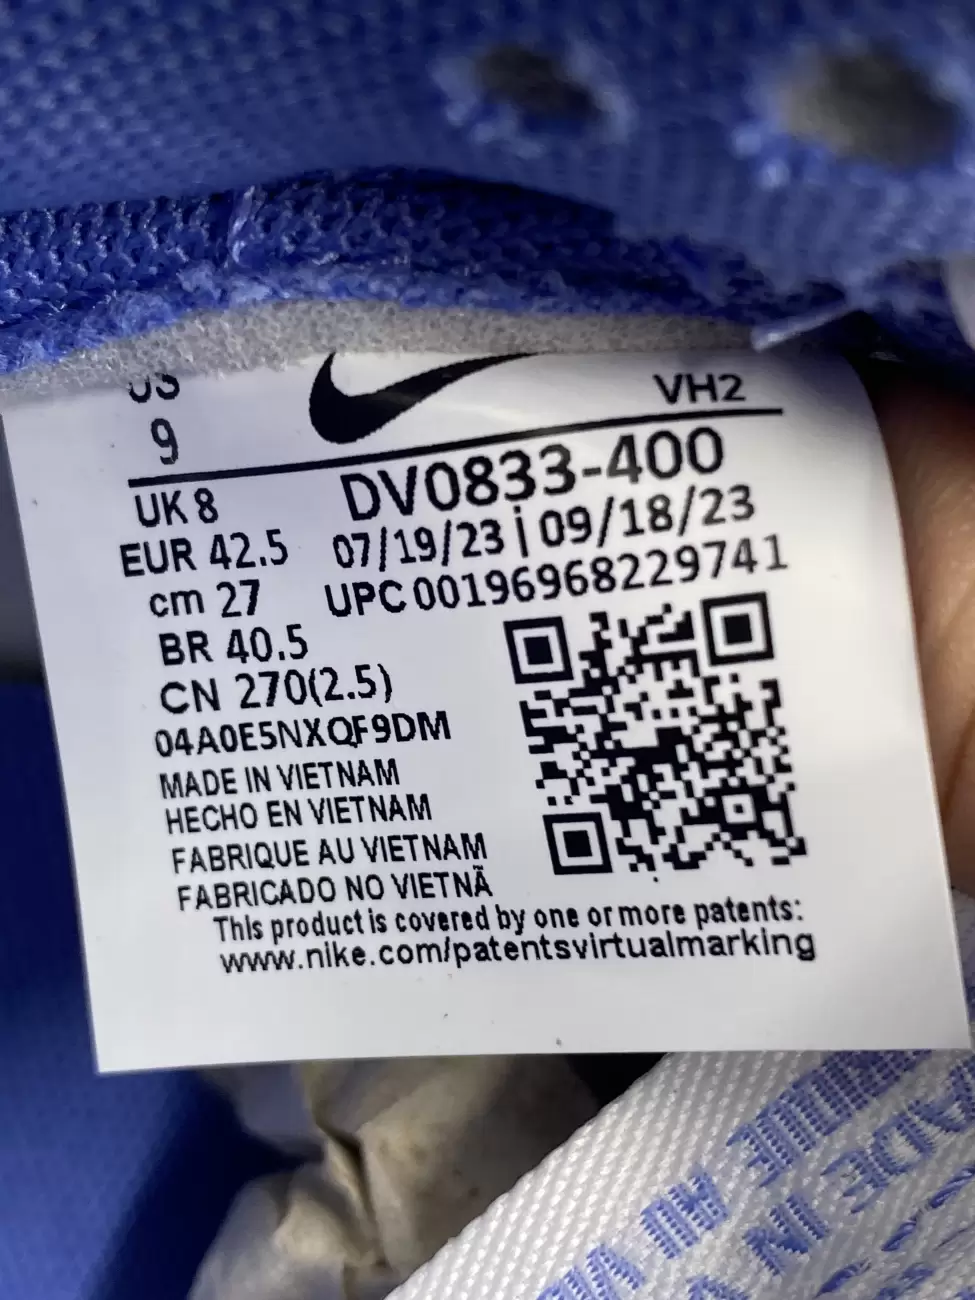 US
9
VH2
UK 8
DV0833-400
EUR 42.5
07/19/23 | 09/18/23
cm 27
UPC 00196968229741
BR 40.5
CN 270(2.5)
04A0E5NXQF9DM
MADE IN VIETNAM
HECHO EN VIETNAM
FABRIQUE AU VIETNAM
FABRICADO NO VIETNÃ
This product is covered by one or more patents:
www.nike.com/patentsvirtualmarking